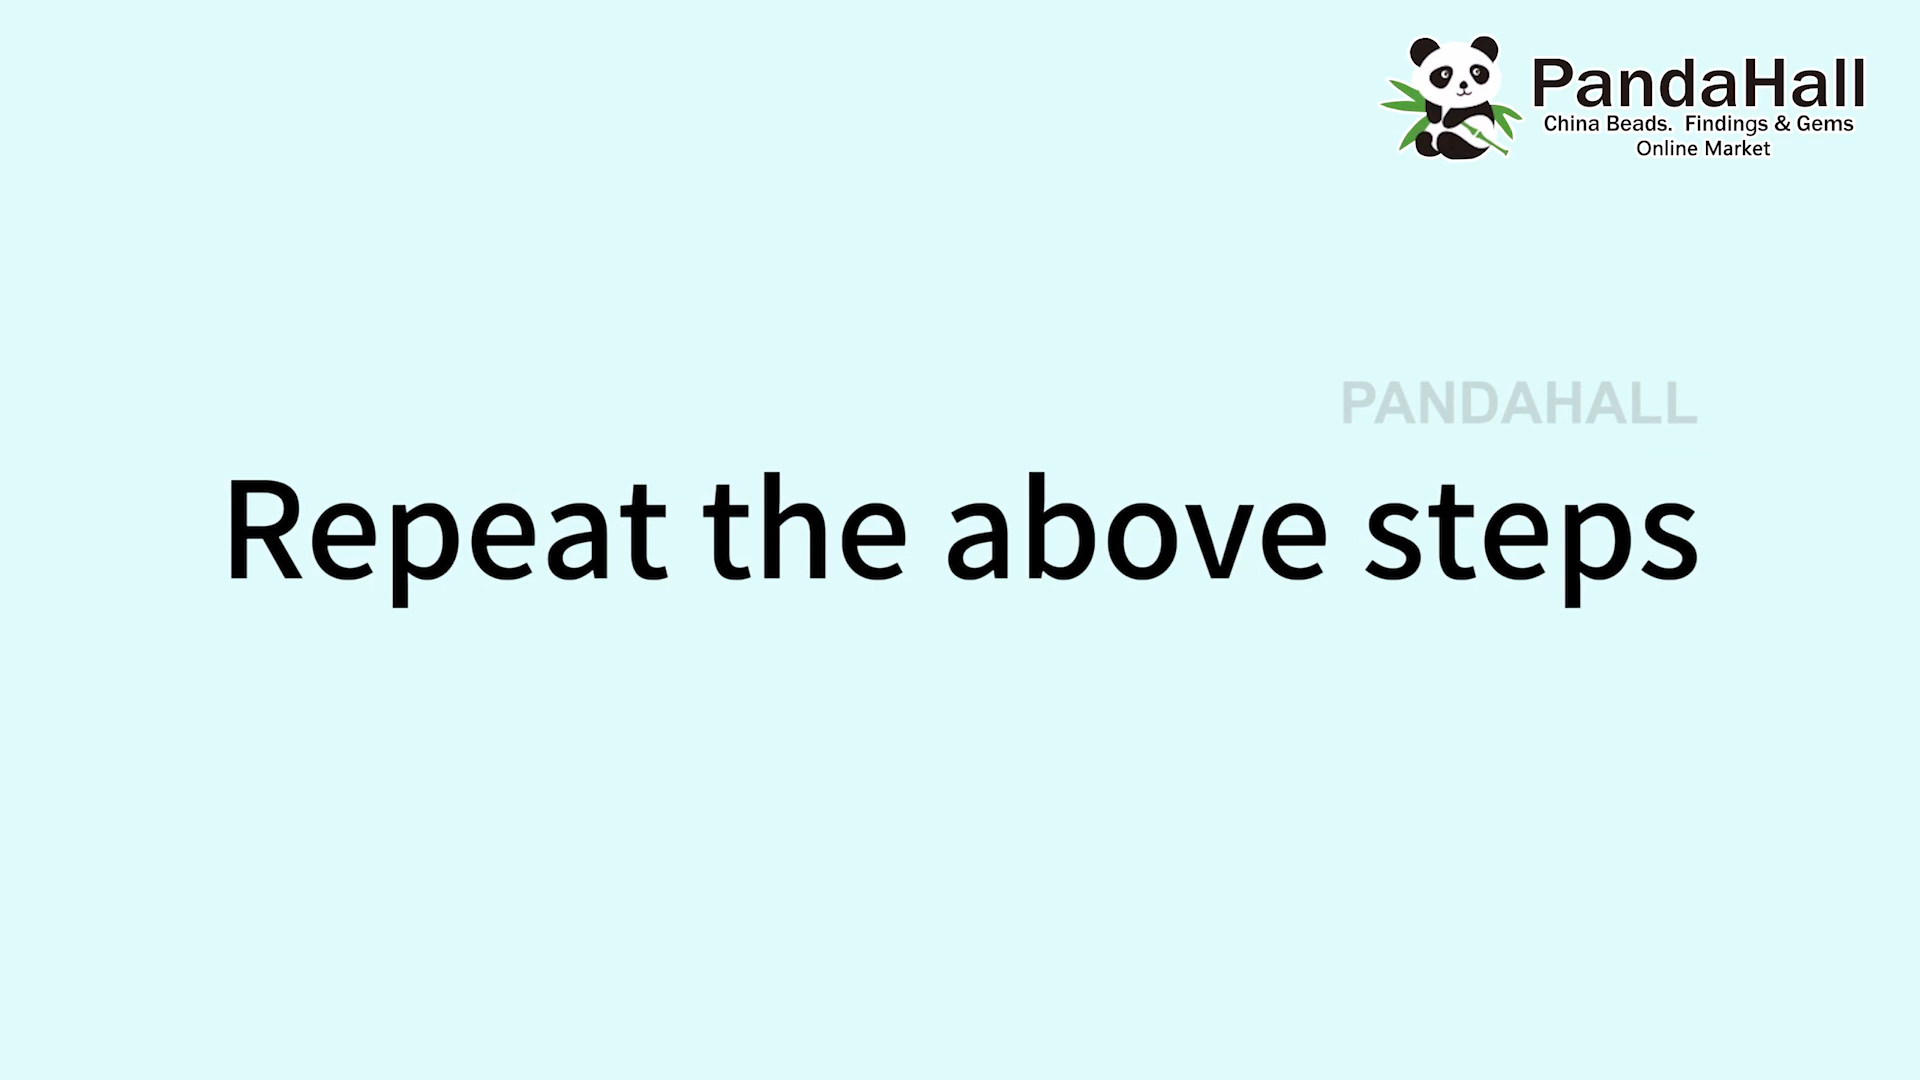 PandaHall
China Beads. Findings & Gems
Online Market
PANDAHALL
Repeat the above steps